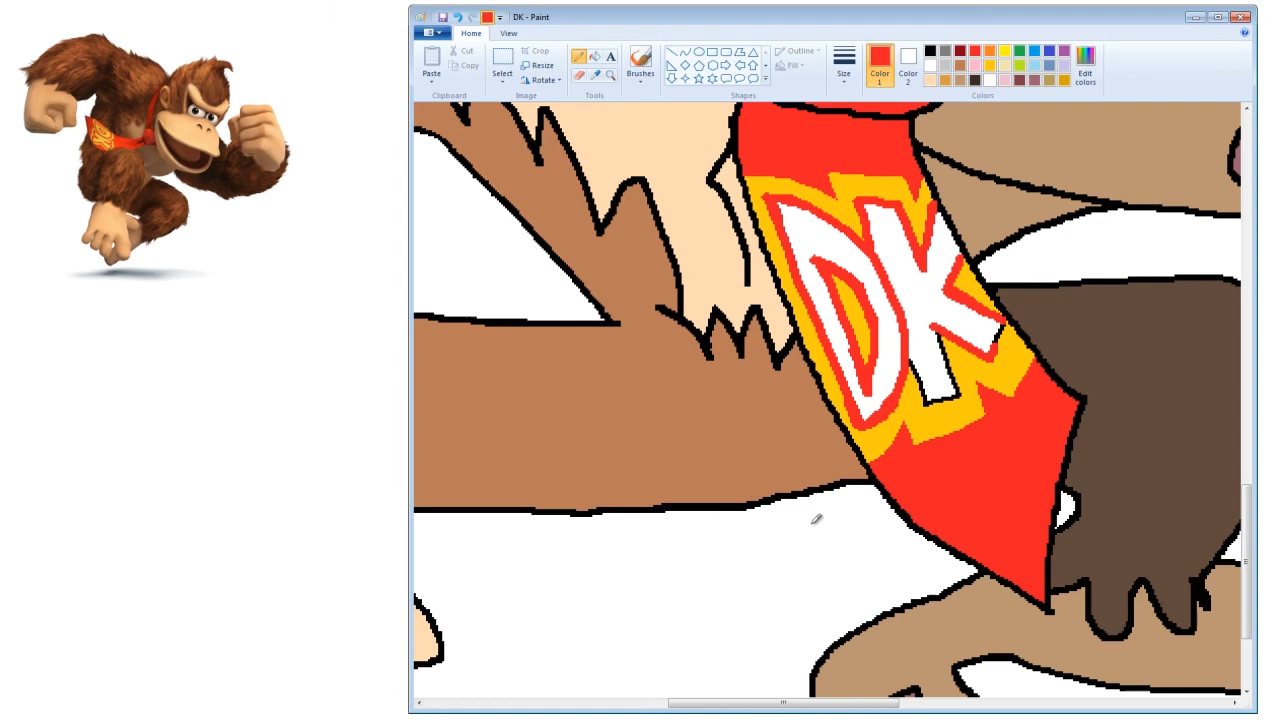 DK - Paint
Home View
Paste
Cut
Copy
Clipboard
Select
Crop
Resize
Rotate
Image
A
Tools
Brushes
Outline
Fill
Shapes
Size
Color 1
Color 2
Edit colors
Colors
DK
DK